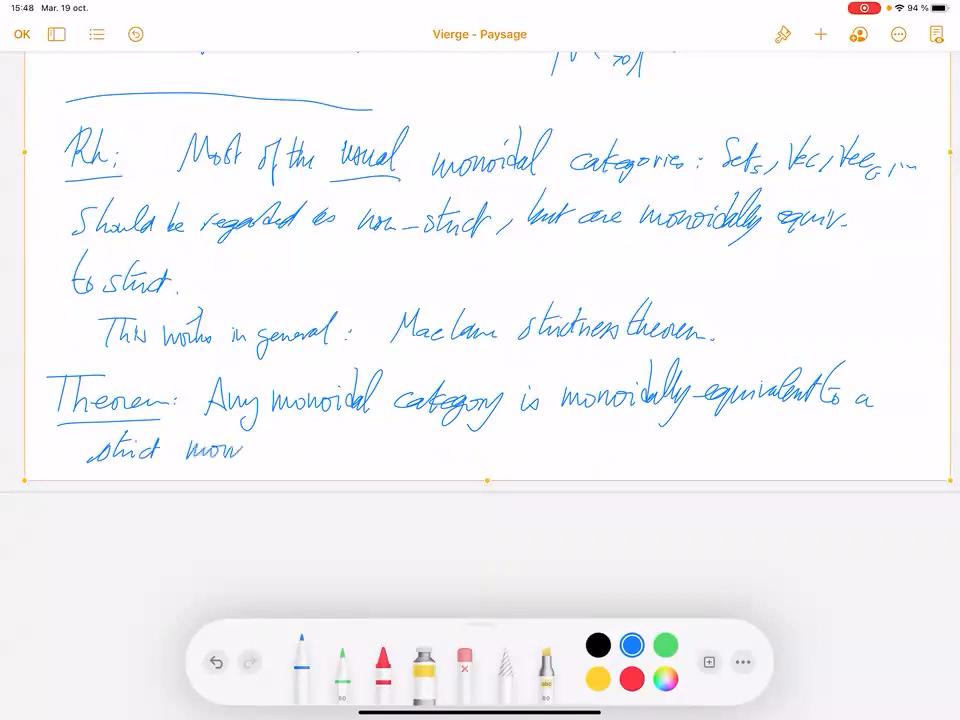 15:48 Mar. 19 oct.
94 %
OK
Vierge - Paysage
Rk: Most of the usual monoidal categories: Sets, Vec, Vec_G, ...
should be regarded as non-strict, but are monoidally equiv.
to strict.
This works in general: MacLane strictness theorem.
Theorem: Any monoidal category is monoidally equivalent to a
strict mon